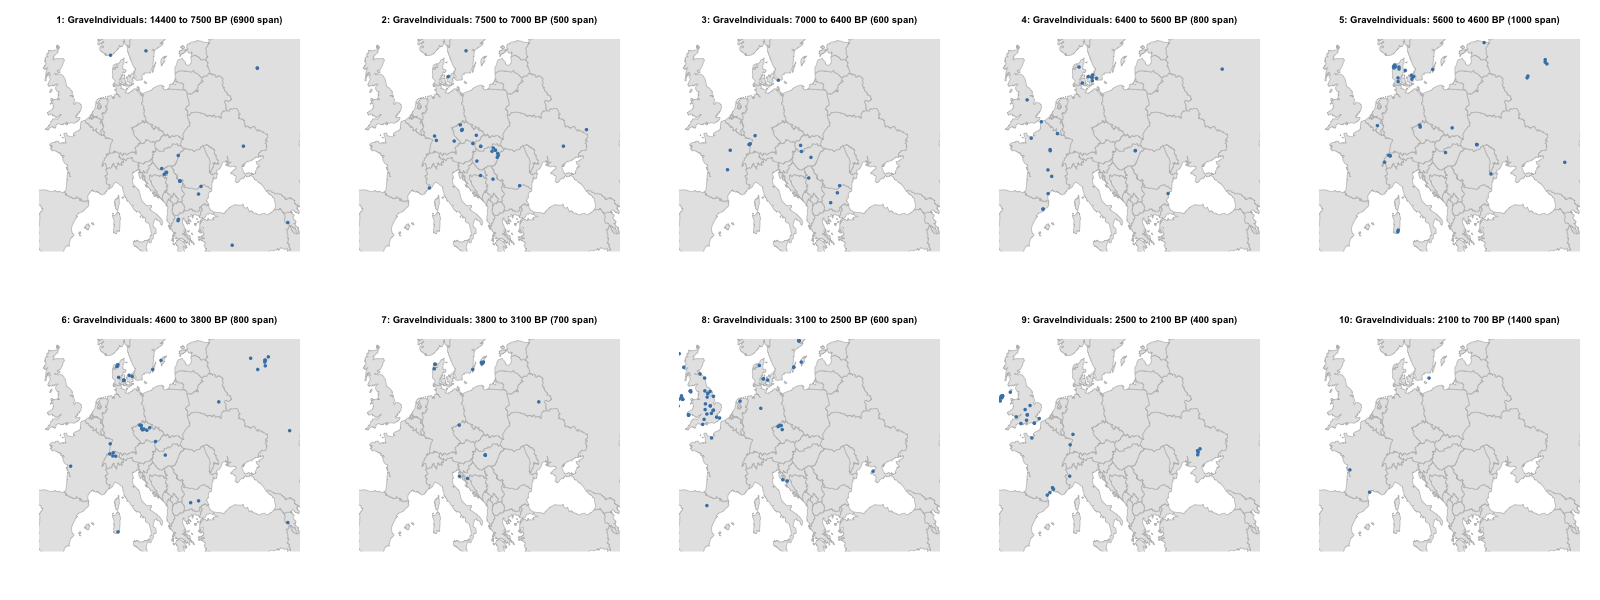 1: GraveIndividuals: 14400 to 7500 BP (6900 span)
2: GraveIndividuals: 7500 to 7000 BP (500 span)
3: GraveIndividuals: 7000 to 6400 BP (600 span)
4: GraveIndividuals: 6400 to 5600 BP (800 span)
5: GraveIndividuals: 5600 to 4600 BP (1000 span)
6: GraveIndividuals: 4600 to 3800 BP (800 span)
7: GraveIndividuals: 3800 to 3100 BP (700 span)
8: GraveIndividuals: 3100 to 2500 BP (600 span)
9: GraveIndividuals: 2500 to 2100 BP (400 span)
10: GraveIndividuals: 2100 to 700 BP (1400 span)